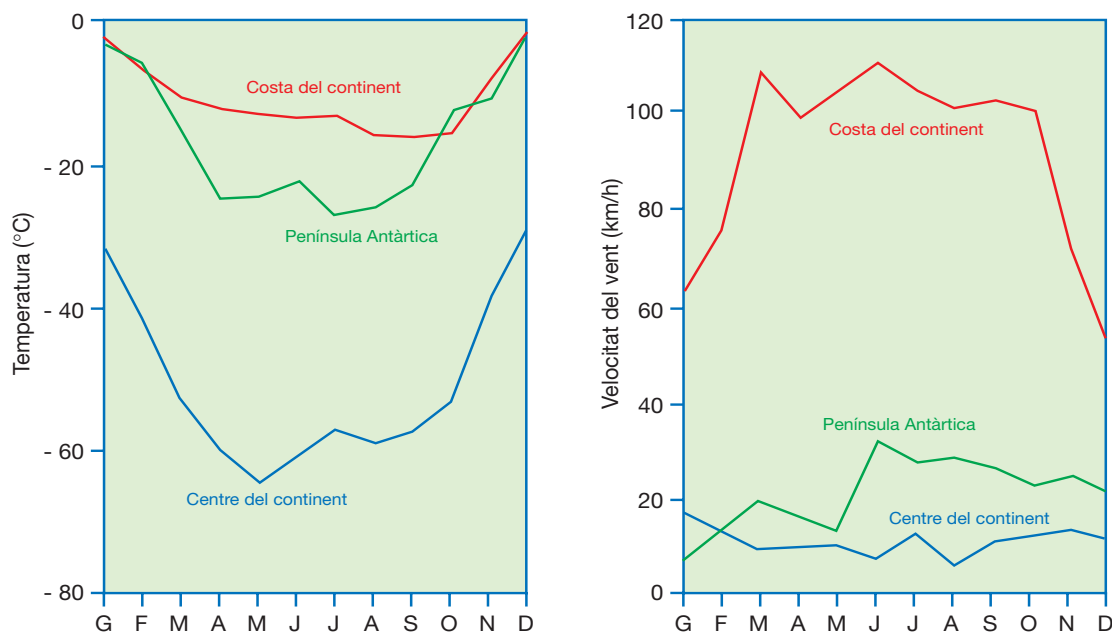 Temperatura (°C)
0
- 20
- 40
- 60
- 80
Costa del continent
Península Antàrtica
Centre del continent
G F M A M J J A S O N D
Velocitat del vent (km/h)
120
100
80
60
40
20
0
Costa del continent
Península Antàrtica
Centre del continent
G F M A M J J A S O N D